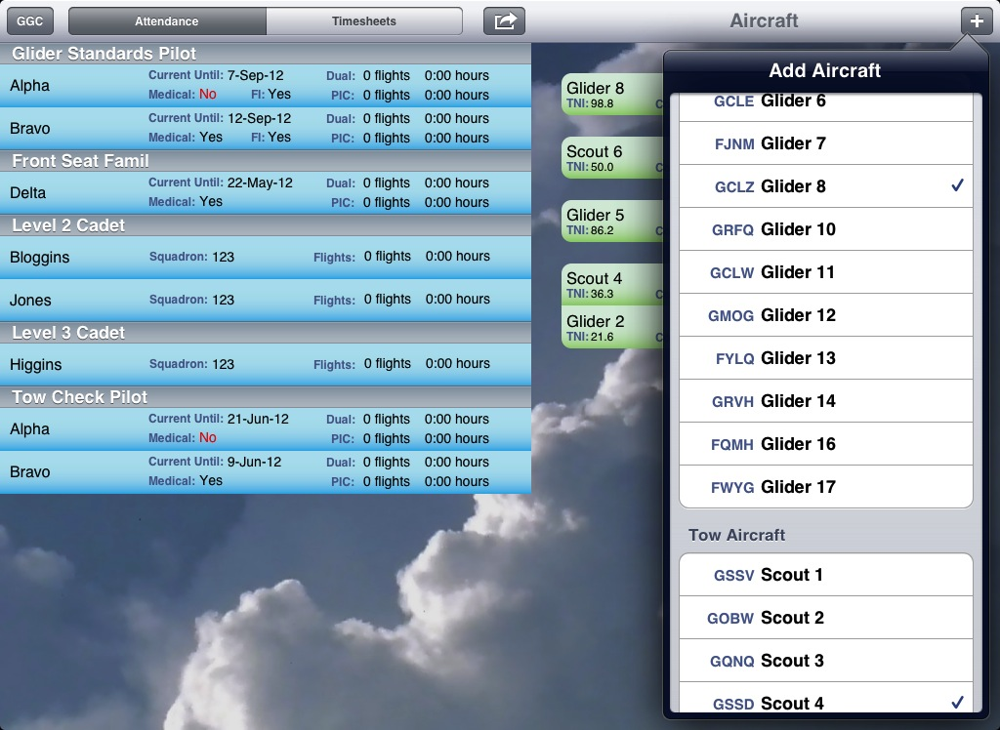 GGC Attendance Timesheets Aircraft +
Glider Standards Pilot
Alpha Current Until: 7-Sep-12 Dual: 0 flights 0:00 hours
Medical: No FI: Yes PIC: 0 flights 0:00 hours
Bravo Current Until: 12-Sep-12 Dual: 0 flights 0:00 hours
Medical: Yes FI: Yes PIC: 0 flights 0:00 hours
Front Seat Famil
Delta Current Until: 22-May-12 Dual: 0 flights 0:00 hours
Medical: Yes PIC: 0 flights 0:00 hours
Level 2 Cadet
Bloggins Squadron: 123 Flights: 0 flights 0:00 hours
Jones Squadron: 123 Flights: 0 flights 0:00 hours
Level 3 Cadet
Higgins Squadron: 123 Flights: 0 flights 0:00 hours
Tow Check Pilot
Alpha Current Until: 21-Jun-12 Dual: 0 flights 0:00 hours
Medical: No PIC: 0 flights 0:00 hours
Bravo Current Until: 9-Jun-12 Dual: 0 flights 0:00 hours
Medical: Yes PIC: 0 flights 0:00 hours
Glider 8
TNI: 98.8
Scout 6
TNI: 50.0
Glider 5
TNI: 86.2
Scout 4
TNI: 36.3
Glider 2
TNI: 21.6
Add Aircraft
GCLE Glider 6
FJNM Glider 7
GCLZ Glider 8 ✓
GRFQ Glider 10
GCLW Glider 11
GMOG Glider 12
FYLQ Glider 13
GRVH Glider 14
FQMH Glider 16
FWYG Glider 17
Tow Aircraft
GSSV Scout 1
GOBW Scout 2
GQNQ Scout 3
GSSD Scout 4 ✓